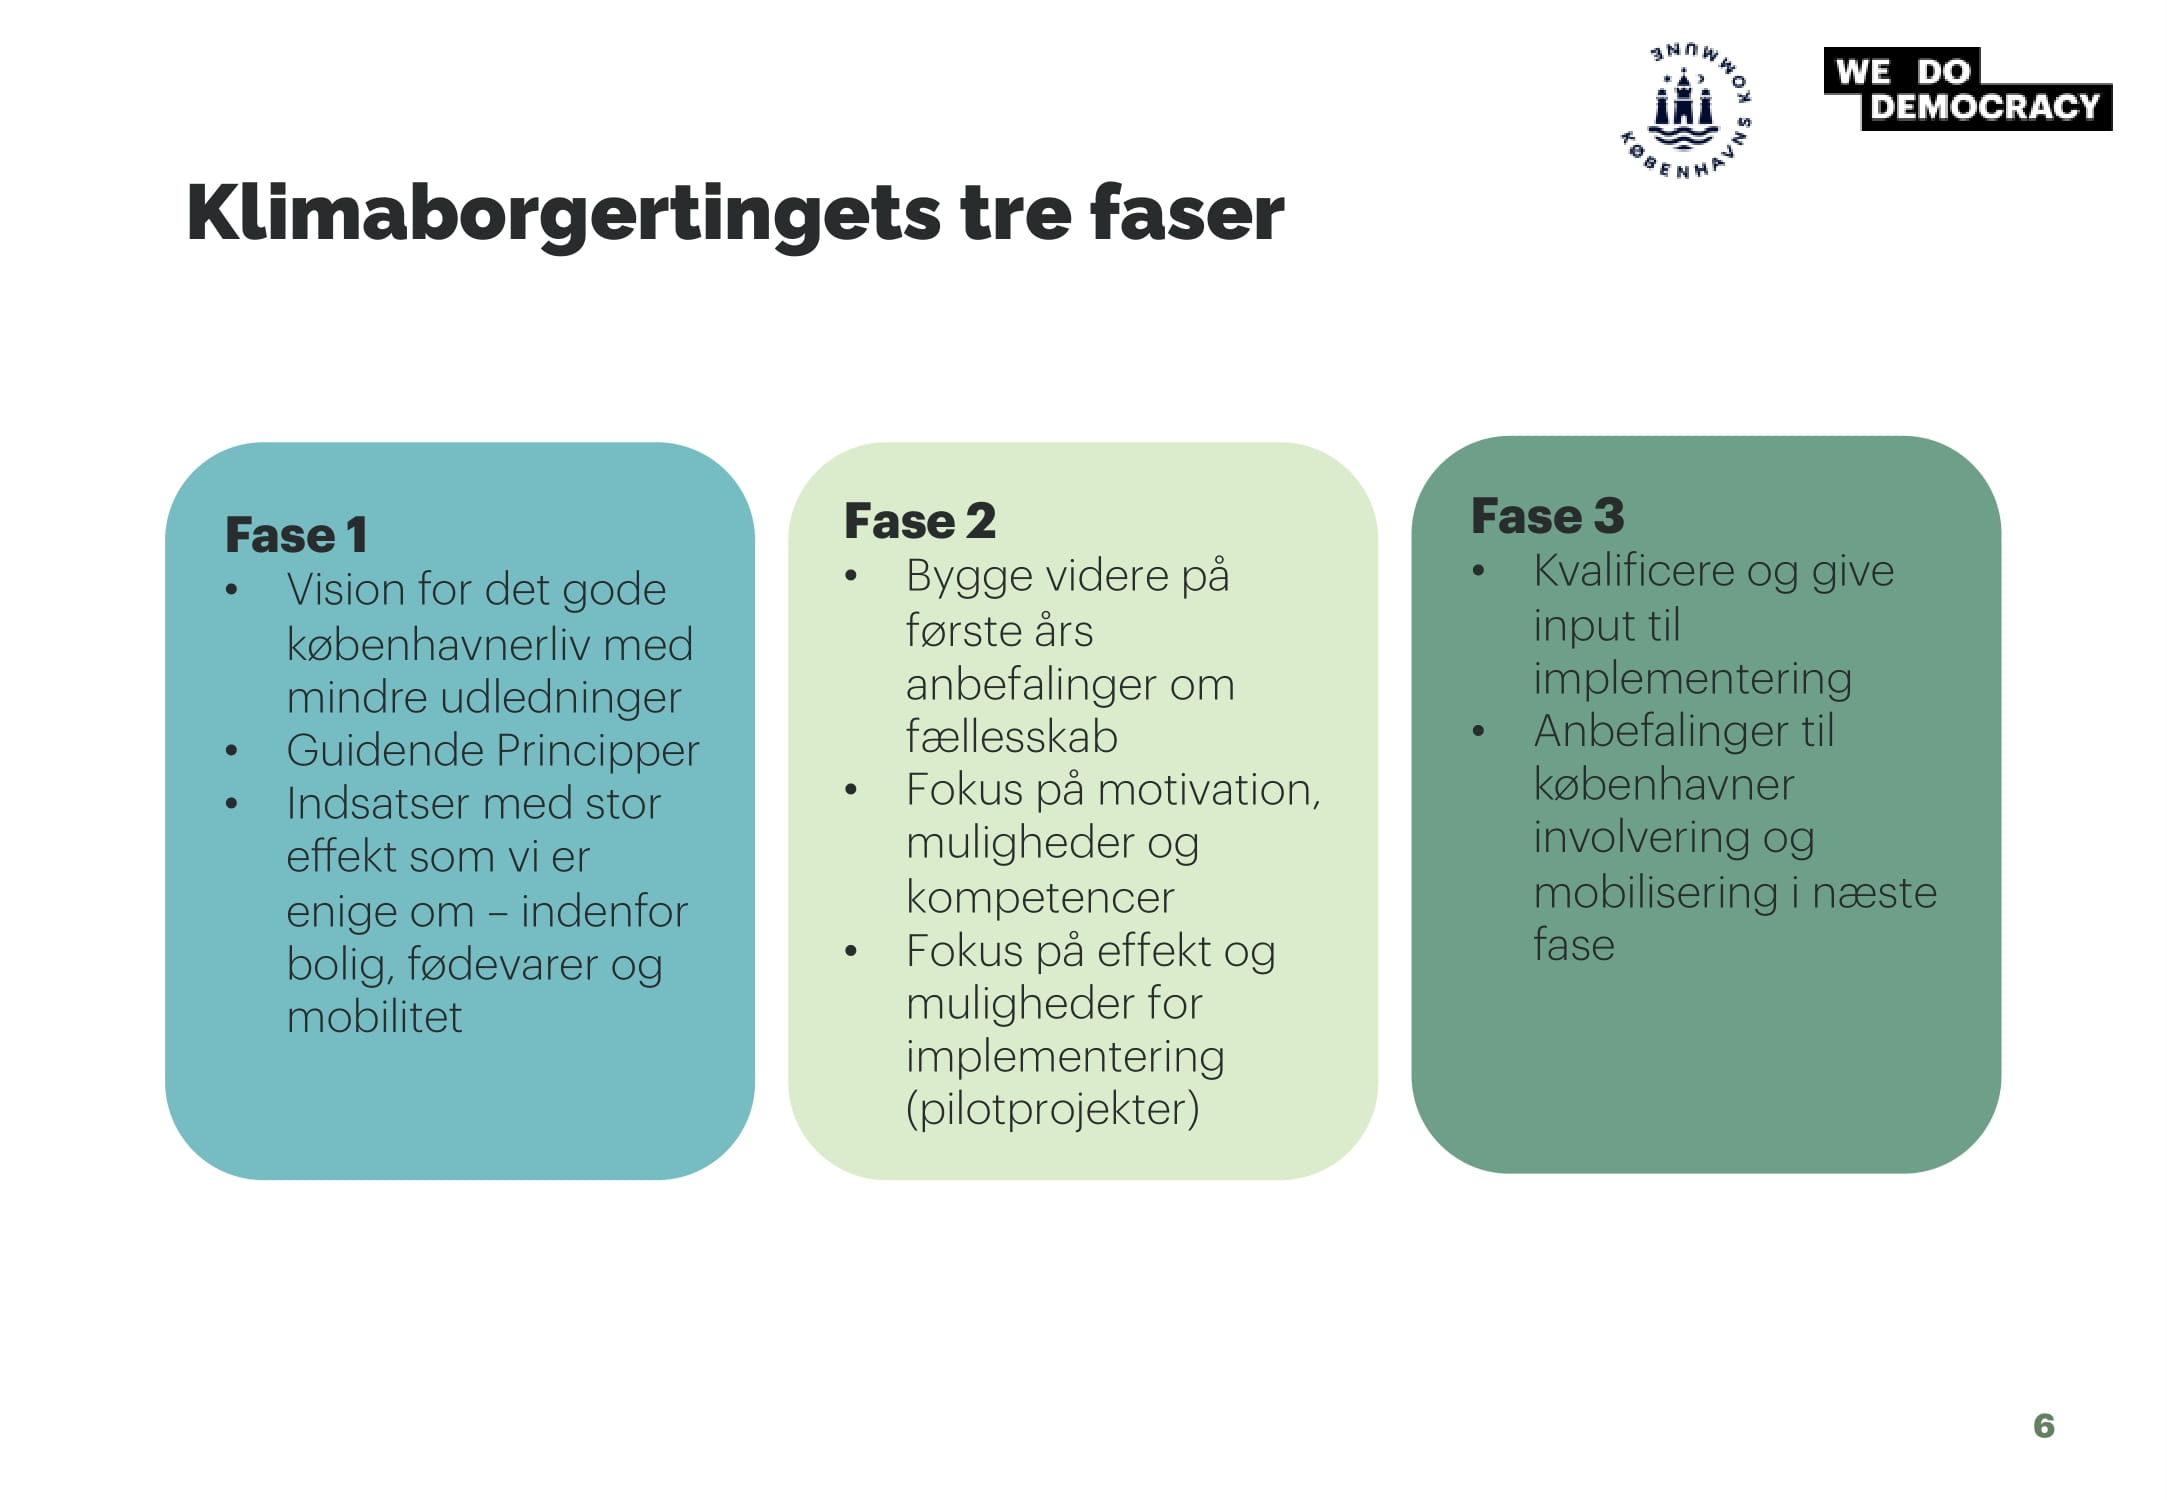 KØBENHAVNS KOMMUNE
WE DO
DEMOCRACY
Klimaborgertingets tre faser
Fase 1
• Vision for det gode
københavnerliv med
mindre udledninger
• Guidende Principper
• Indsatser med stor
effekt som vi er
enige om – indenfor
bolig, fødevarer og
mobilitet
Fase 2
• Bygge videre på
første års
anbefalinger om
fællesskab
• Fokus på motivation,
muligheder og
kompetencer
• Fokus på effekt og
muligheder for
implementering
(pilotprojekter)
Fase 3
• Kvalificere og give
input til
implementering
• Anbefalinger til
københavner
involvering og
mobilisering i næste
fase
6